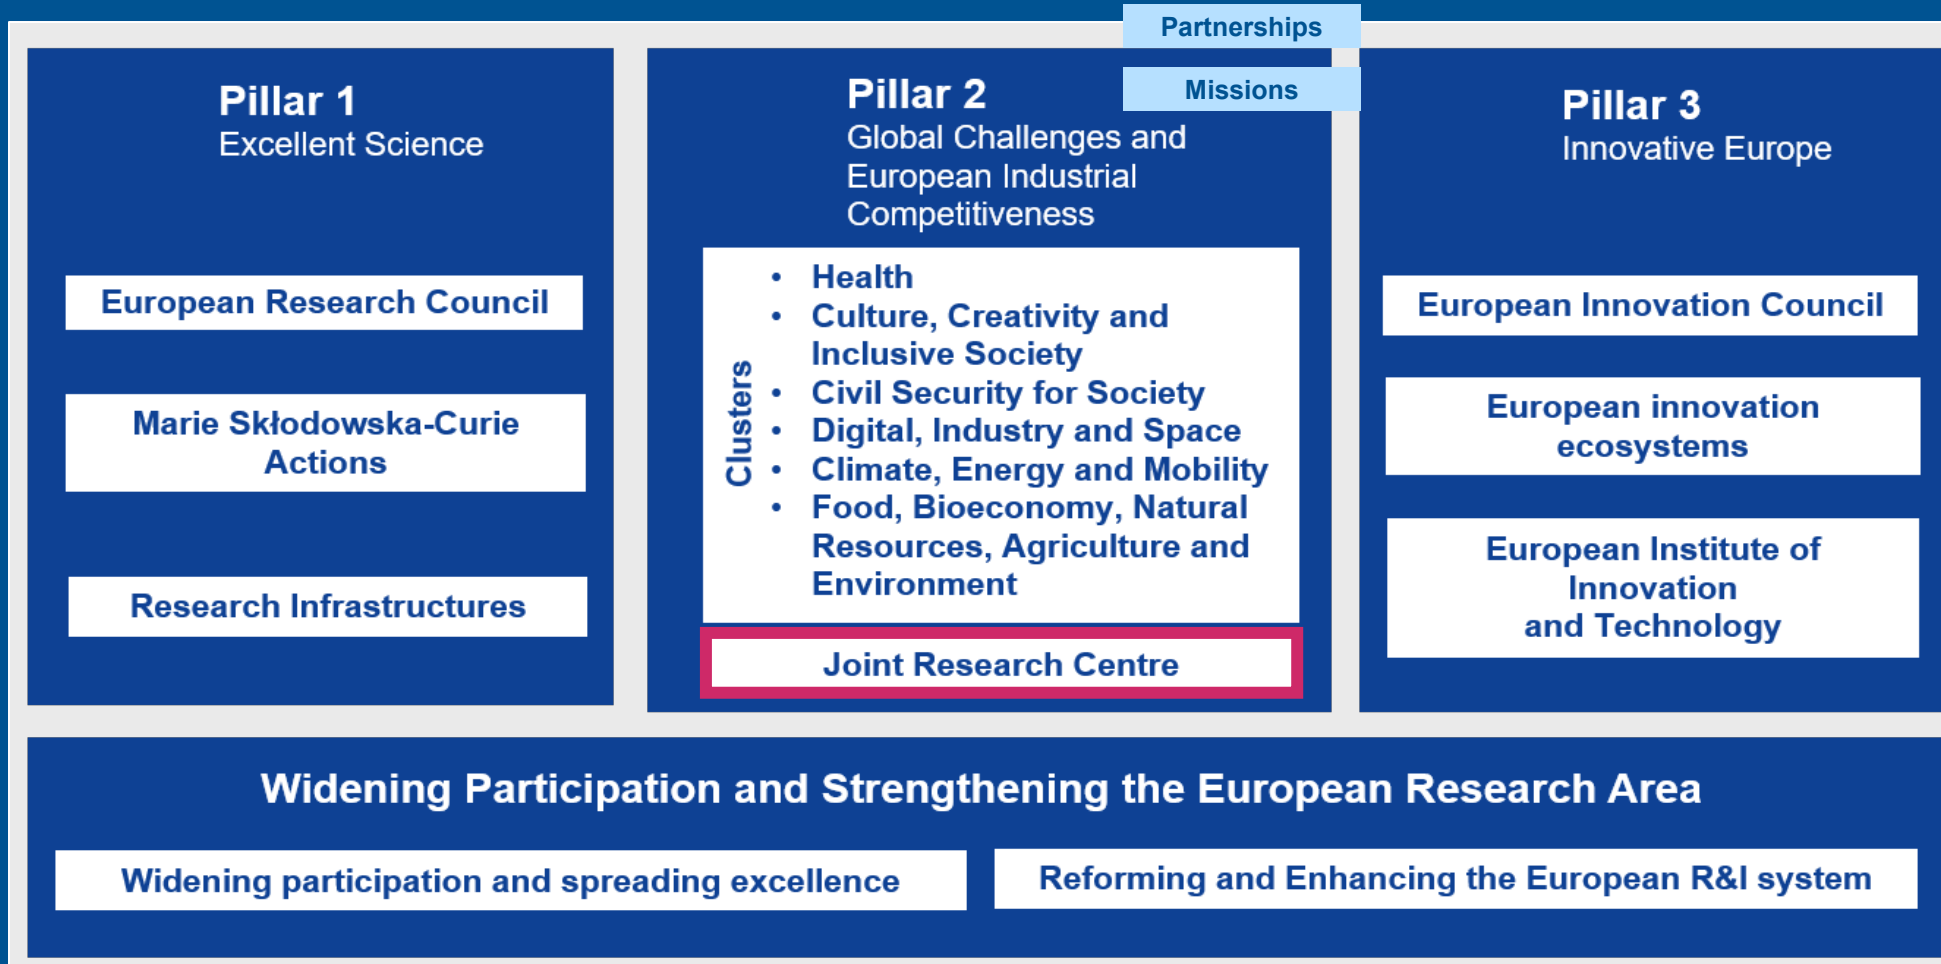 Partnerships
Missions
Pillar 1
Excellent Science
European Research Council
Marie Skłodowska-Curie
Actions
Research Infrastructures
Pillar 2
Global Challenges and
European Industrial
Competitiveness
Clusters
• Health
• Culture, Creativity and
Inclusive Society
• Civil Security for Society
• Digital, Industry and Space
• Climate, Energy and Mobility
• Food, Bioeconomy, Natural
Resources, Agriculture and
Environment
Joint Research Centre
Pillar 3
Innovative Europe
European Innovation Council
European innovation
ecosystems
European Institute of
Innovation
and Technology
Widening Participation and Strengthening the European Research Area
Widening participation and spreading excellence
Reforming and Enhancing the European R&I system